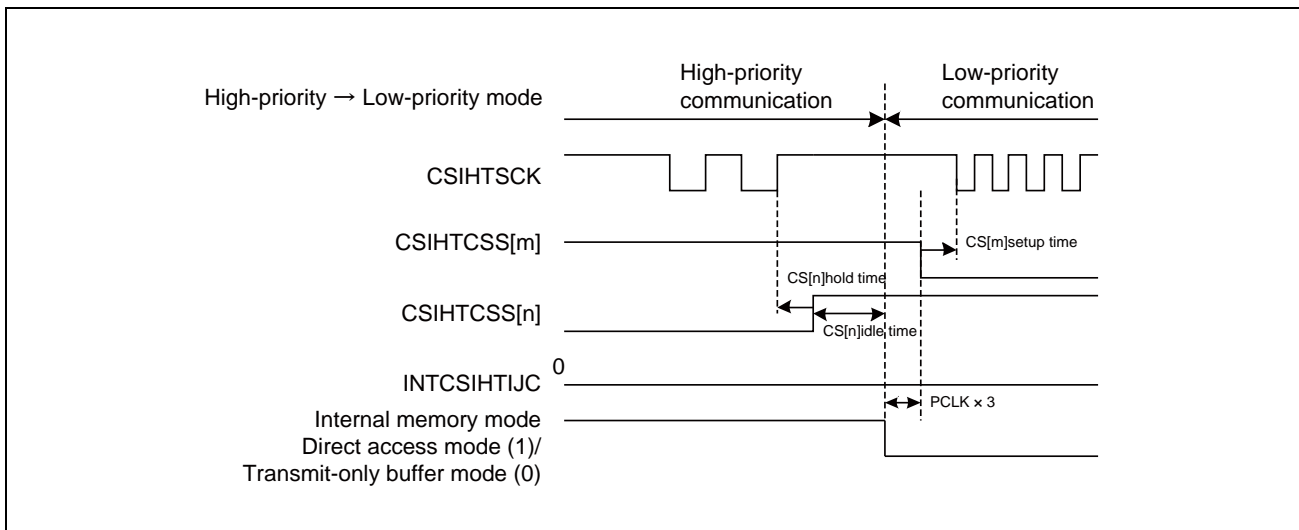 High-priority
communication
Low-priority
communication
High-priority → Low-priority mode
CSIHTSCK
CSIHTCSS[m]
CS[m]setup time
CS[n]hold time
CSIHTCSS[n]
CS[n]idle time
0
INTCSIHTIJC
PCLK × 3
Internal memory mode
Direct access mode (1)/
Transmit-only buffer mode (0)